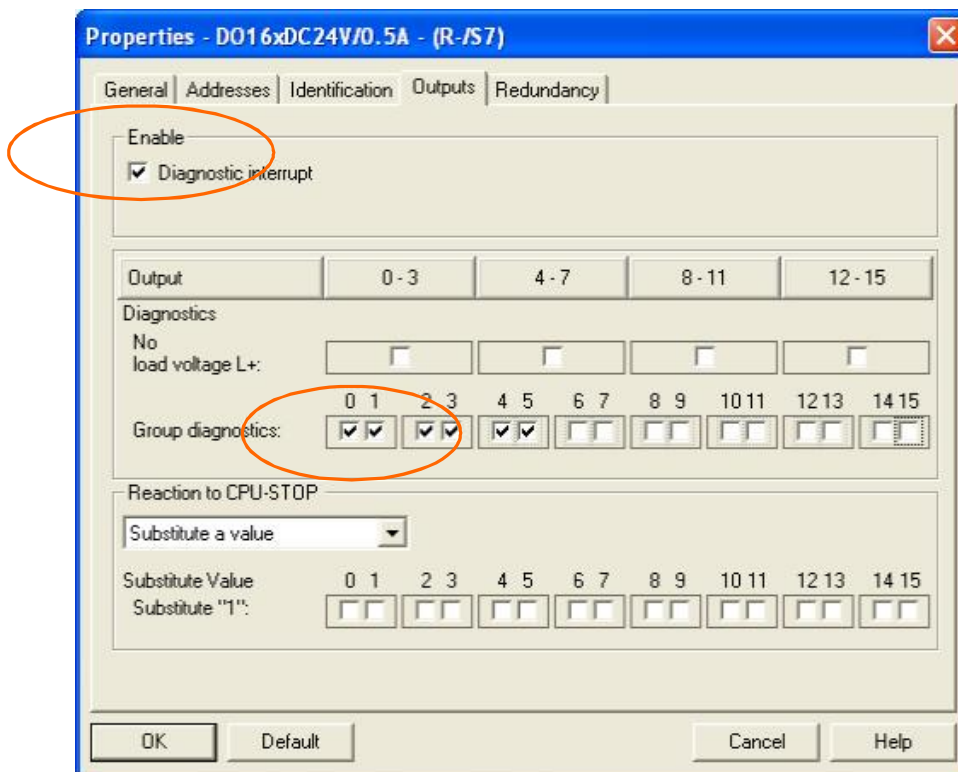 Properties - DO16xDC24V/0.5A - (R-/S7)
General Addresses Identification Outputs Redundancy
Enable
Diagnostic interrupt
Output 0 - 3 4 - 7 8 - 11 12 - 15
Diagnostics
No
load voltage L+:
0 1 2 3 4 5 6 7 8 9 10 11 12 13 14 15
Group diagnostics:
Reaction to CPU-STOP
Substitute a value
Substitute Value 0 1 2 3 4 5 6 7 8 9 10 11 12 13 14 15
Substitute "1":
OK Default Cancel Help